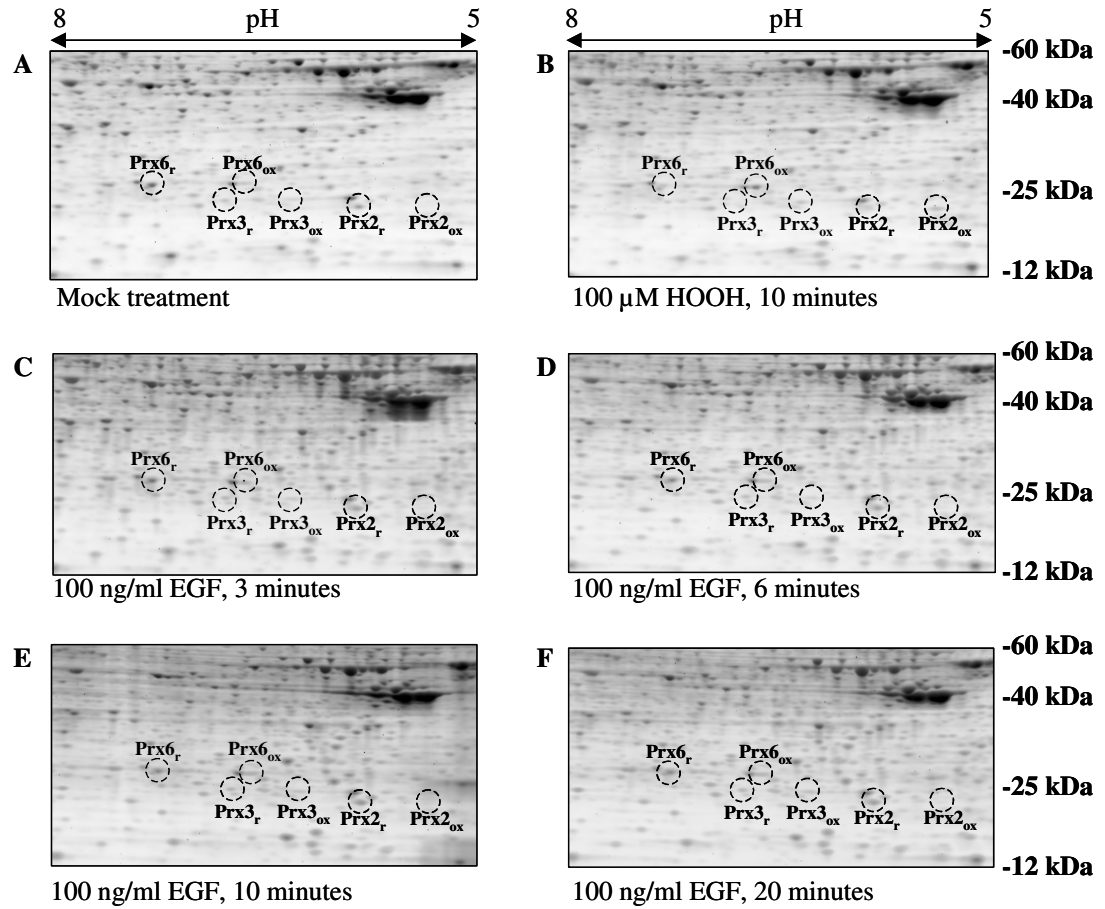 8 pH 5
8 pH 5
A
B
-60 kDa
-40 kDa
-25 kDa
-12 kDa
Prx6r
Prx6ox
Prx3r
Prx3ox
Prx2r
Prx2ox
Prx6r
Prx6ox
Prx3r
Prx3ox
Prx2r
Prx2ox
Mock treatment
100 µM HOOH, 10 minutes
C
D
-60 kDa
-40 kDa
-25 kDa
-12 kDa
Prx6r
Prx6ox
Prx3r
Prx3ox
Prx2r
Prx2ox
Prx6r
Prx6ox
Prx3r
Prx3ox
Prx2r
Prx2ox
100 ng/ml EGF, 3 minutes
100 ng/ml EGF, 6 minutes
E
F
-60 kDa
-40 kDa
-25 kDa
-12 kDa
Prx6r
Prx6ox
Prx3r
Prx3ox
Prx2r
Prx2ox
Prx6r
Prx6ox
Prx3r
Prx3ox
Prx2r
Prx2ox
100 ng/ml EGF, 10 minutes
100 ng/ml EGF, 20 minutes